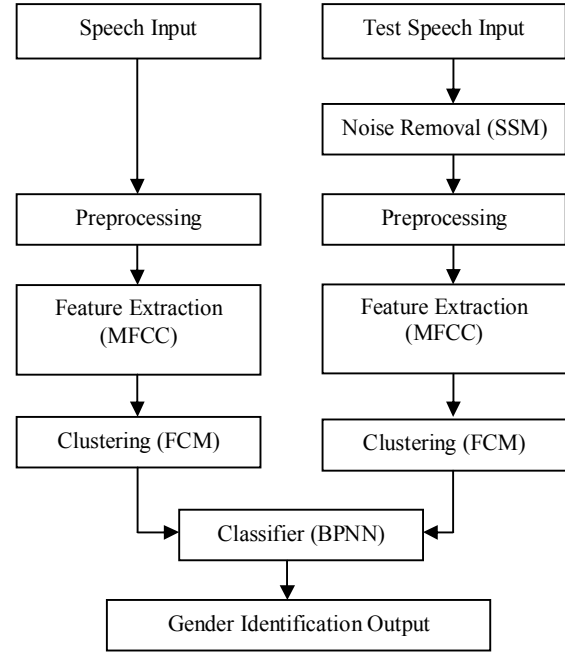 Speech Input
Test Speech Input
Noise Removal (SSM)
Preprocessing
Preprocessing
Feature Extraction
(MFCC)
Feature Extraction
(MFCC)
Clustering (FCM)
Clustering (FCM)
Classifier (BPNN)
Gender Identification Output